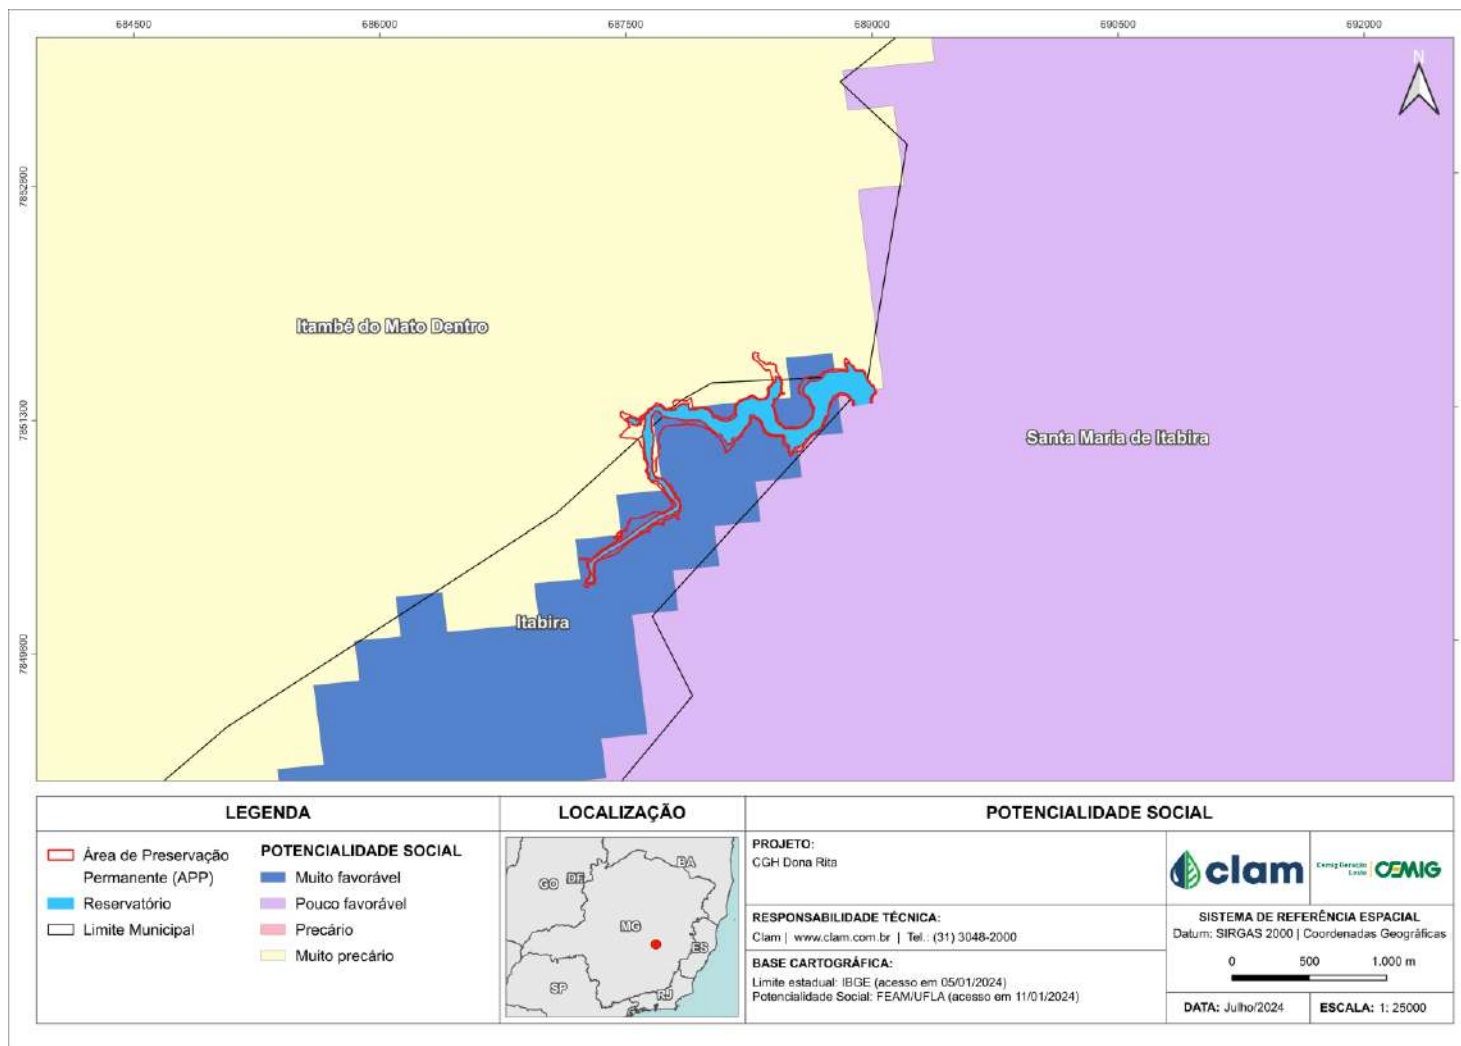 684500 686000 687500 689000 690500 692000
N
7852800
Itambé do Mato Dentro
7851300
Santa Maria de Itabira
Itabira
7849800
LEGENDA
Área de Preservação
Permanente (APP)
Reservatório
Limite Municipal
POTENCIALIDADE SOCIAL
Muito favorável
Pouco favorável
Precário
Muito precário
LOCALIZAÇÃO
BA
GO
DF
MG
ES
SP
RJ
POTENCIALIDADE SOCIAL
PROJETO:
CGH Dona Rita
clam
Cemig Geração
Leste
CEMIG
RESPONSABILIDADE TÉCNICA:
Clam | www.clam.com.br | Tel.: (31) 3048-2000
BASE CARTOGRÁFICA:
Limite estadual: IBGE (acesso em 05/01/2024)
Potencialidade Social: FEAM/UFLA (acesso em 11/01/2024)
SISTEMA DE REFERÊNCIA ESPACIAL
Datum: SIRGAS 2000 | Coordenadas Geográficas
0 500 1.000 m
DATA: Julho/2024
ESCALA: 1: 25000